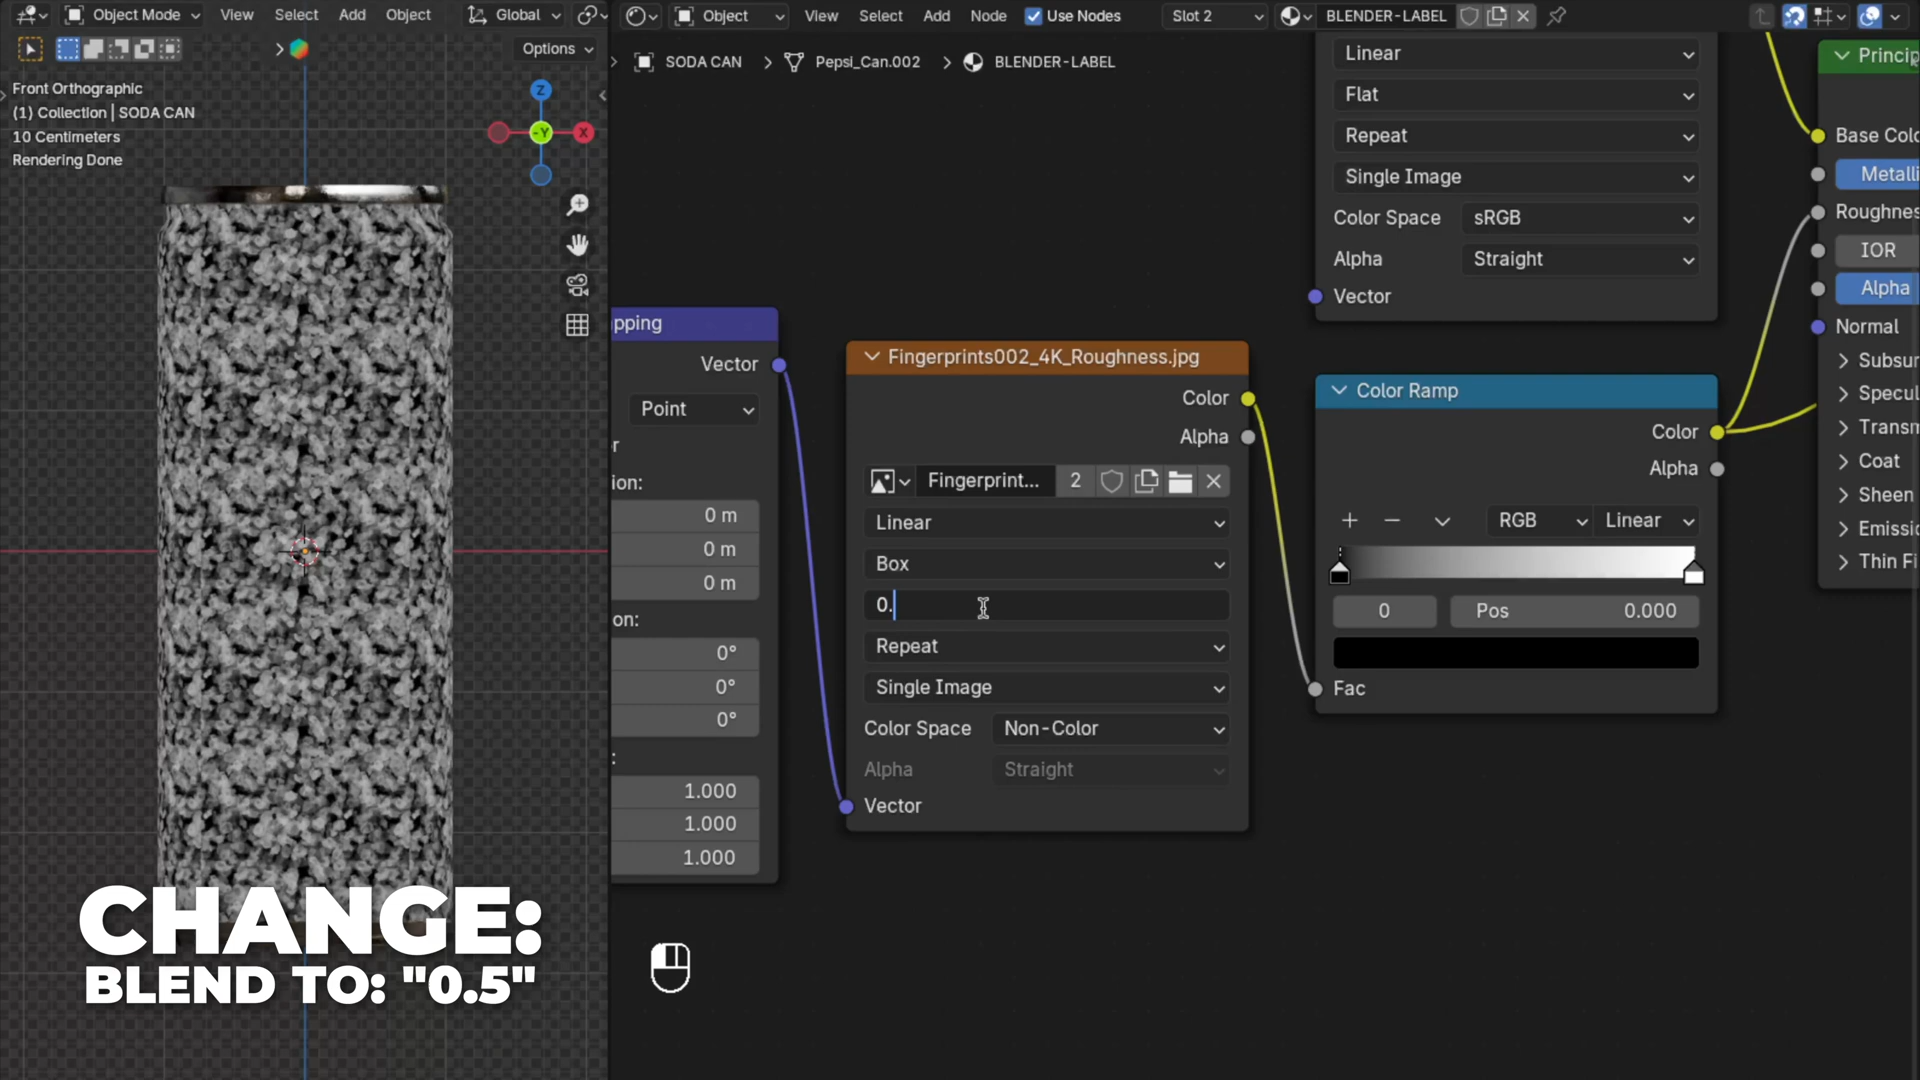 Object Mode View Select Add Object Global
Options
Front Orthographic
(1) Collection | SODA CAN
10 Centimeters
Rendering Done
Z
-Y
X
CHANGE:
BLEND TO: "0.5"
Object View Select Add Node Use Nodes Slot 2 BLENDER-LABEL
SODA CAN > Pepsi_Can.002 > BLENDER-LABEL
pping
Vector
Point
r
ion:
0 m
0 m
0 m
on:
0°
0°
0°
:
1.000
1.000
1.000
Fingerprints002_4K_Roughness.jpg
Color
Alpha
Fingerprint... 2
Linear
Box
0.
Repeat
Single Image
Color Space Non-Color
Alpha Straight
Vector
Linear
Flat
Repeat
Single Image
Color Space sRGB
Alpha Straight
Vector
Color Ramp
Color
Alpha
RGB Linear
0 Pos 0.000
Fac
Princip
Base Colo
Metalli
Roughnes
IOR
Alpha
Normal
Subsur
Specul
Transm
Coat
Sheen
Emissio
Thin Fi